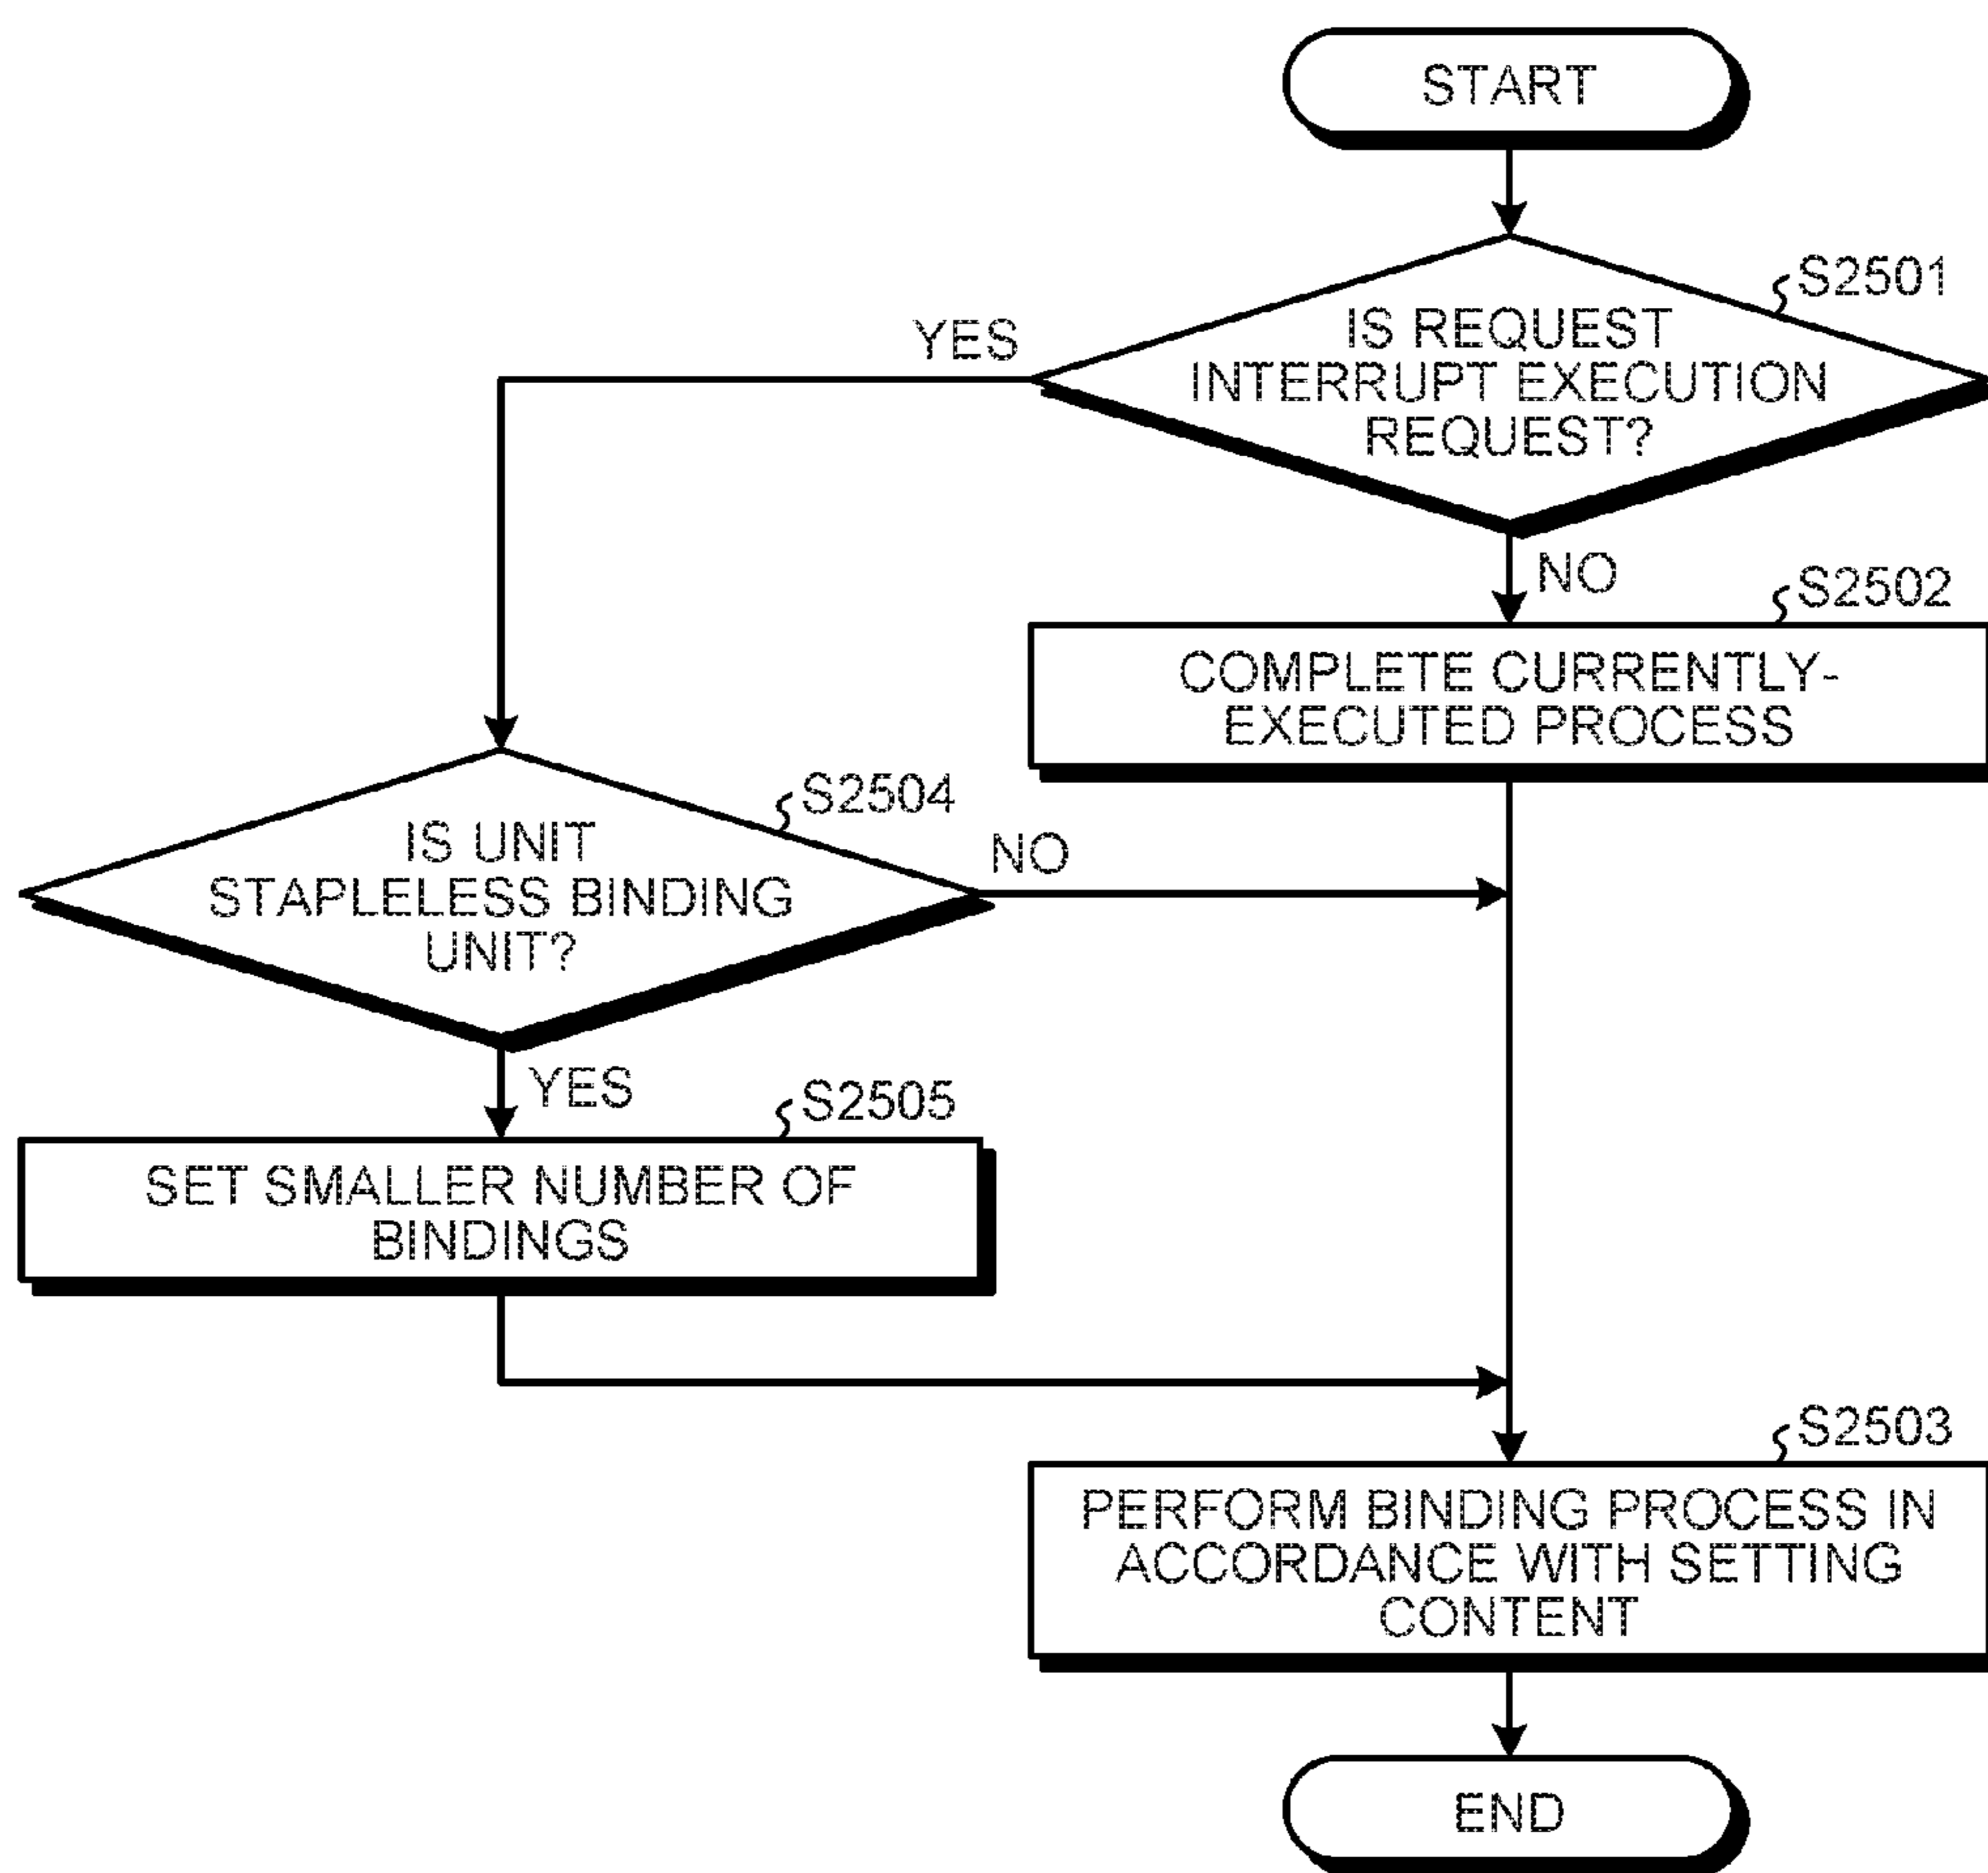 START
S2501
IS REQUEST
INTERRUPT EXECUTION
REQUEST?
YES
NO
S2502
COMPLETE CURRENTLY-
EXECUTED PROCESS
S2504
IS UNIT
STAPLELESS BINDING
UNIT?
NO
YES
S2505
SET SMALLER NUMBER OF
BINDINGS
S2503
PERFORM BINDING PROCESS IN
ACCORDANCE WITH SETTING
CONTENT
END